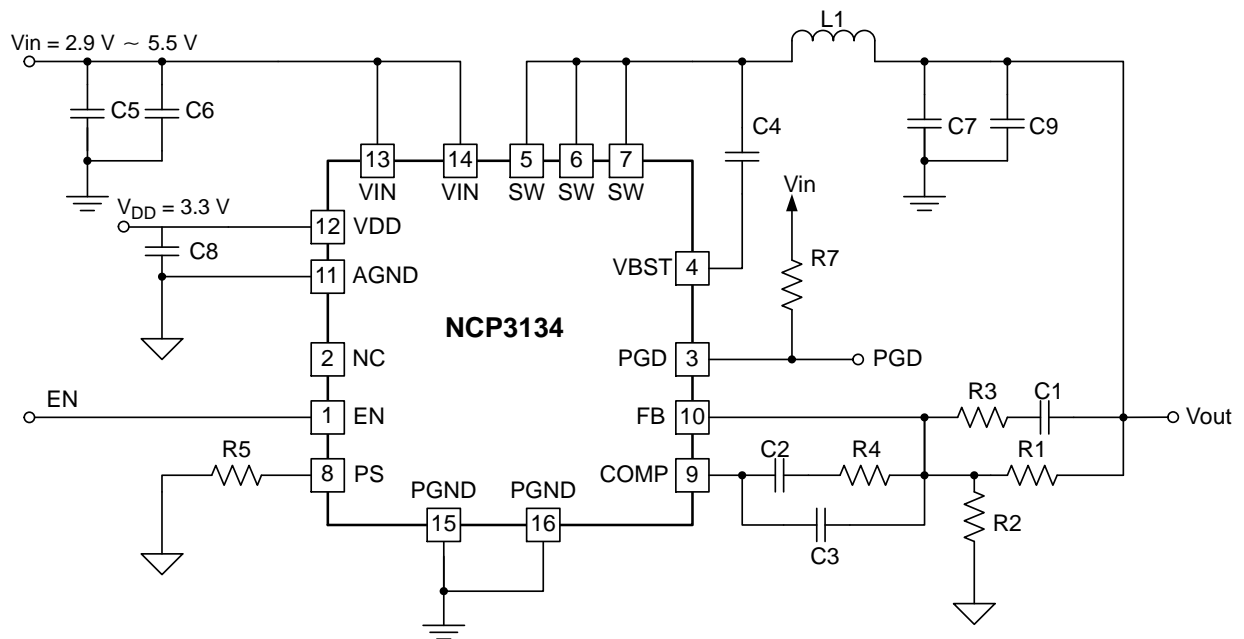 L1
Vin = 2.9 V ~ 5.5 V
C5 C6
C4
C7 C9
13 14 5 6 7
VIN VIN SW SW SW
Vin
V_DD = 3.3 V
12 VDD
C8
11 AGND
VBST 4
R7
NCP3134
2 NC
PGD 3
PGD
EN
1 EN
FB 10
R3 C1
Vout
R5
8 PS
COMP 9
C2 R4
R1
PGND PGND
15 16
C3
R2